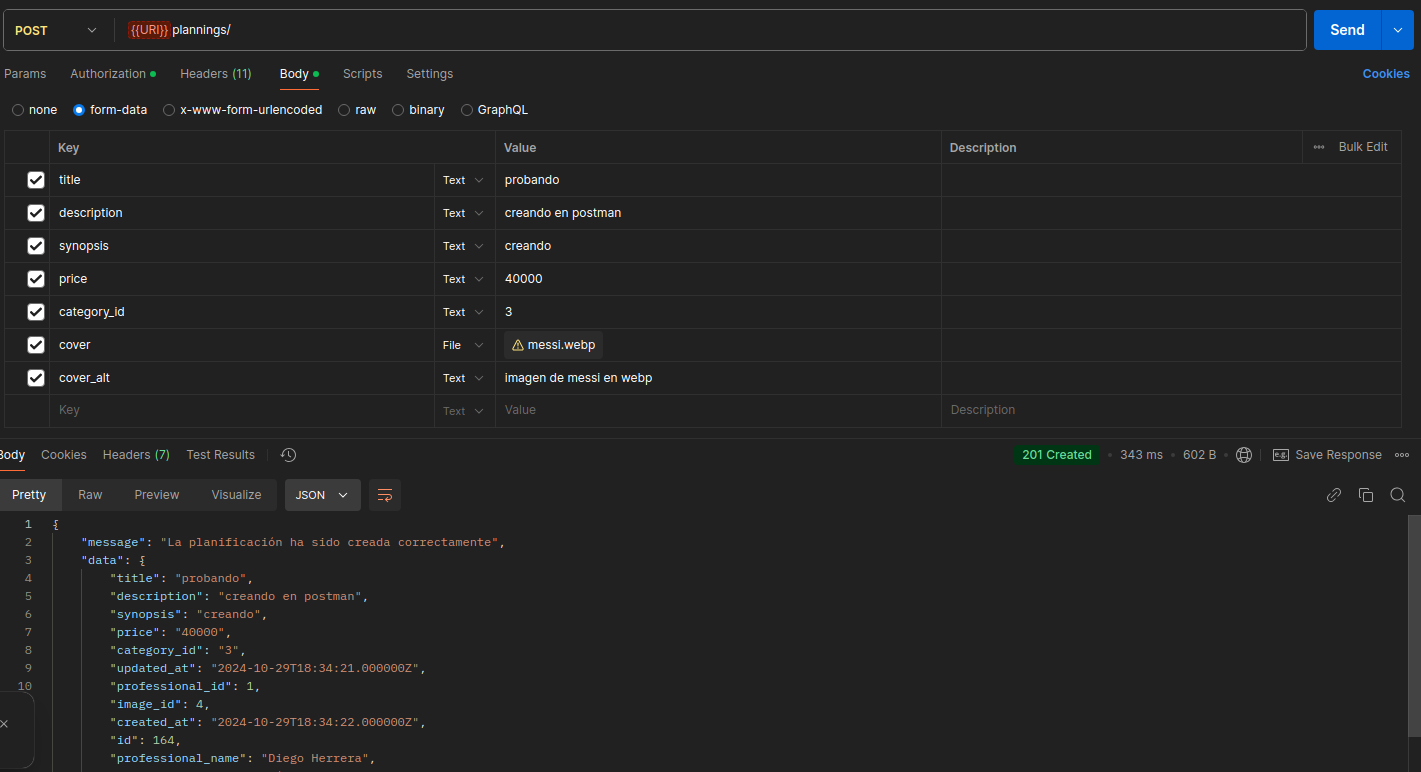 POST {{URI}}plannings/ Send
Params Authorization Headers (11) Body Scripts Settings Cookies
none form-data x-www-form-urlencoded raw binary GraphQL
Key Value Description Bulk Edit
title Text probando
description Text creando en postman
synopsis Text creando
price Text 40000
category_id Text 3
cover File messi.webp
cover_alt Text imagen de messi en webp
Key Text Value Description
Body Cookies Headers (7) Test Results 201 Created 343 ms 602 B e.g. Save Response
Pretty Raw Preview Visualize JSON
1 {
2 "message": "La planificación ha sido creada correctamente",
3 "data": {
4 "title": "probando",
5 "description": "creando en postman",
6 "synopsis": "creando",
7 "price": "40000",
8 "category_id": "3",
9 "updated_at": "2024-10-29T18:34:21.000000Z",
10 "professional_id": 1,
"image_id": 4,
"created_at": "2024-10-29T18:34:22.000000Z",
"id": 164,
"professional_name": "Diego Herrera",